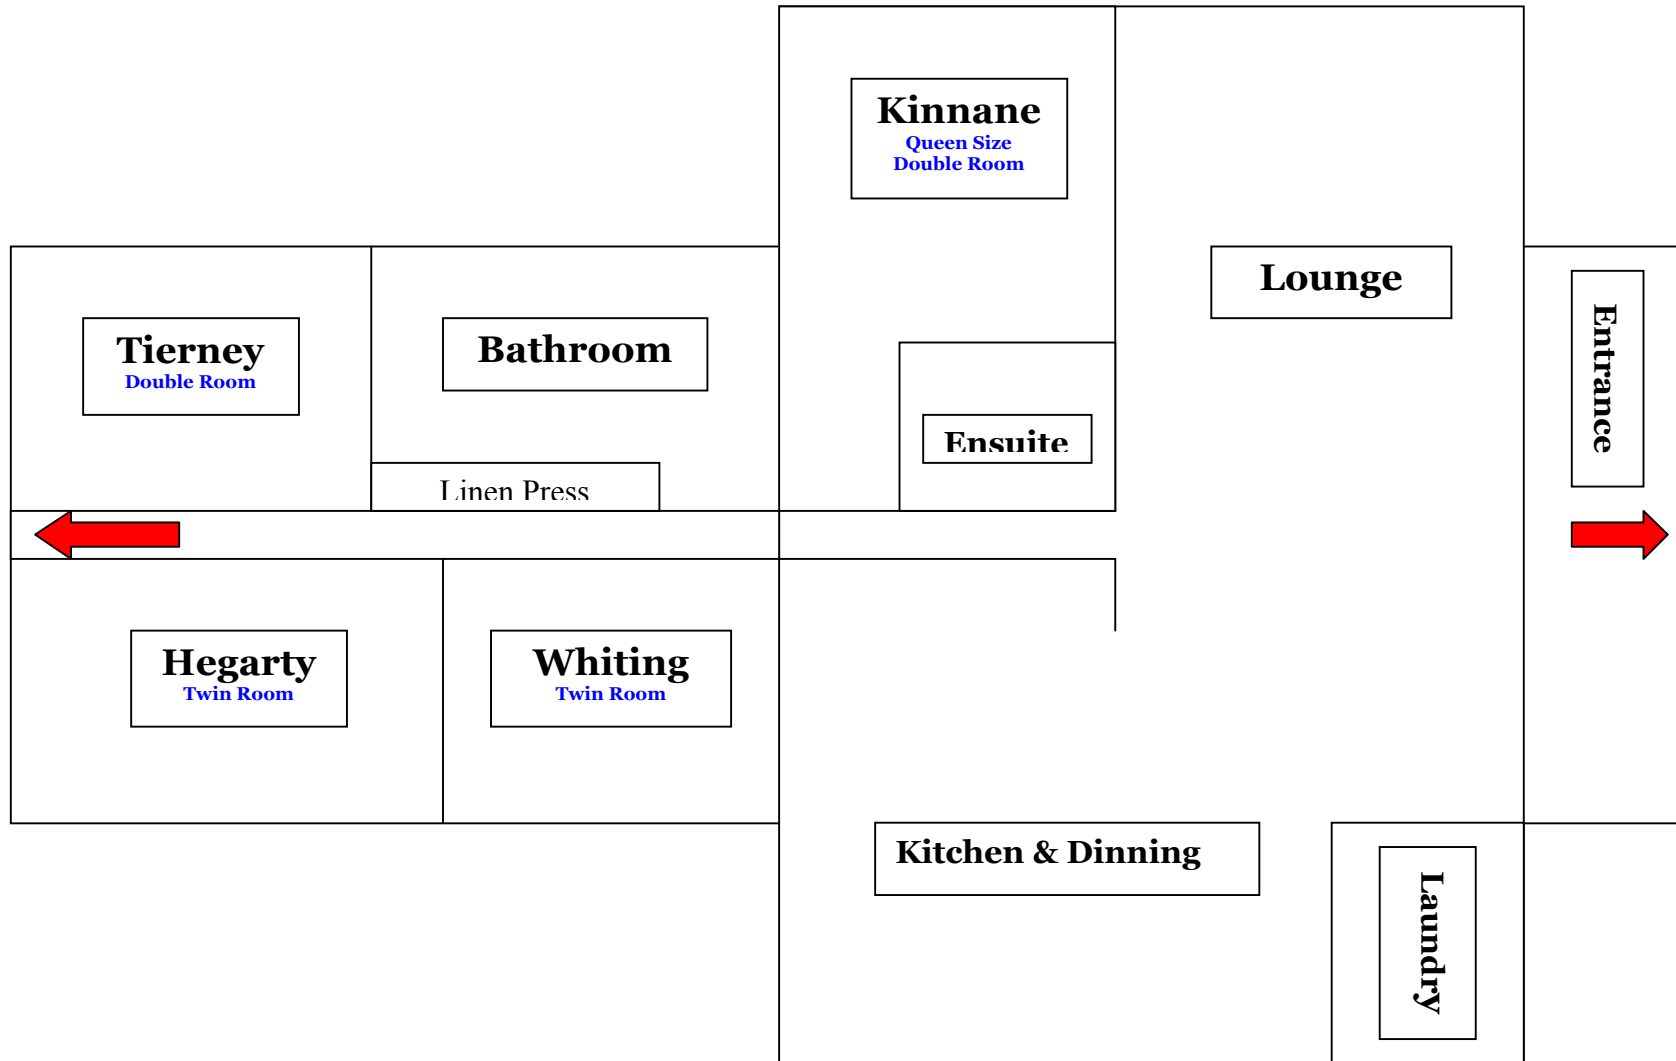 Kinnane
Queen Size
Double Room
Lounge
Entrance
Tierney
Double Room
Bathroom
Ensuite
Linen Press
Hegarty
Twin Room
Whiting
Twin Room
Kitchen & Dinning
Laundry